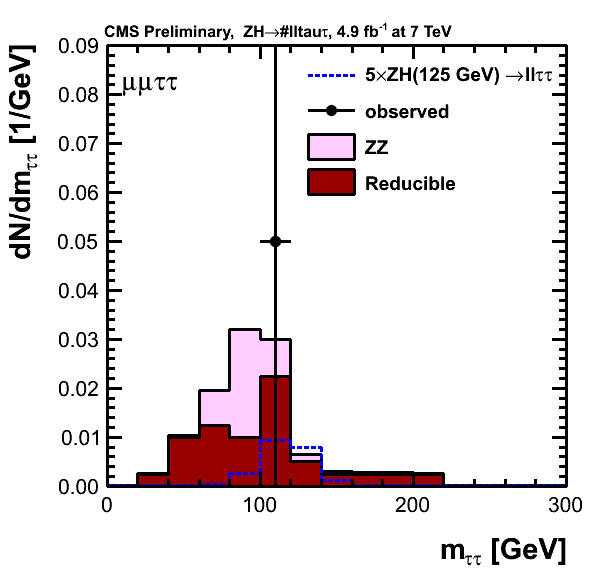 CMS Preliminary, ZH→#lltauτ, 4.9 fb⁻¹ at 7 TeV
μμττ
5×ZH(125 GeV) →llττ
observed
ZZ
Reducible
dN/dm_ττ [1/GeV]
0.09
0.08
0.07
0.06
0.05
0.04
0.03
0.02
0.01
0.00
0 100 200 300
m_ττ [GeV]